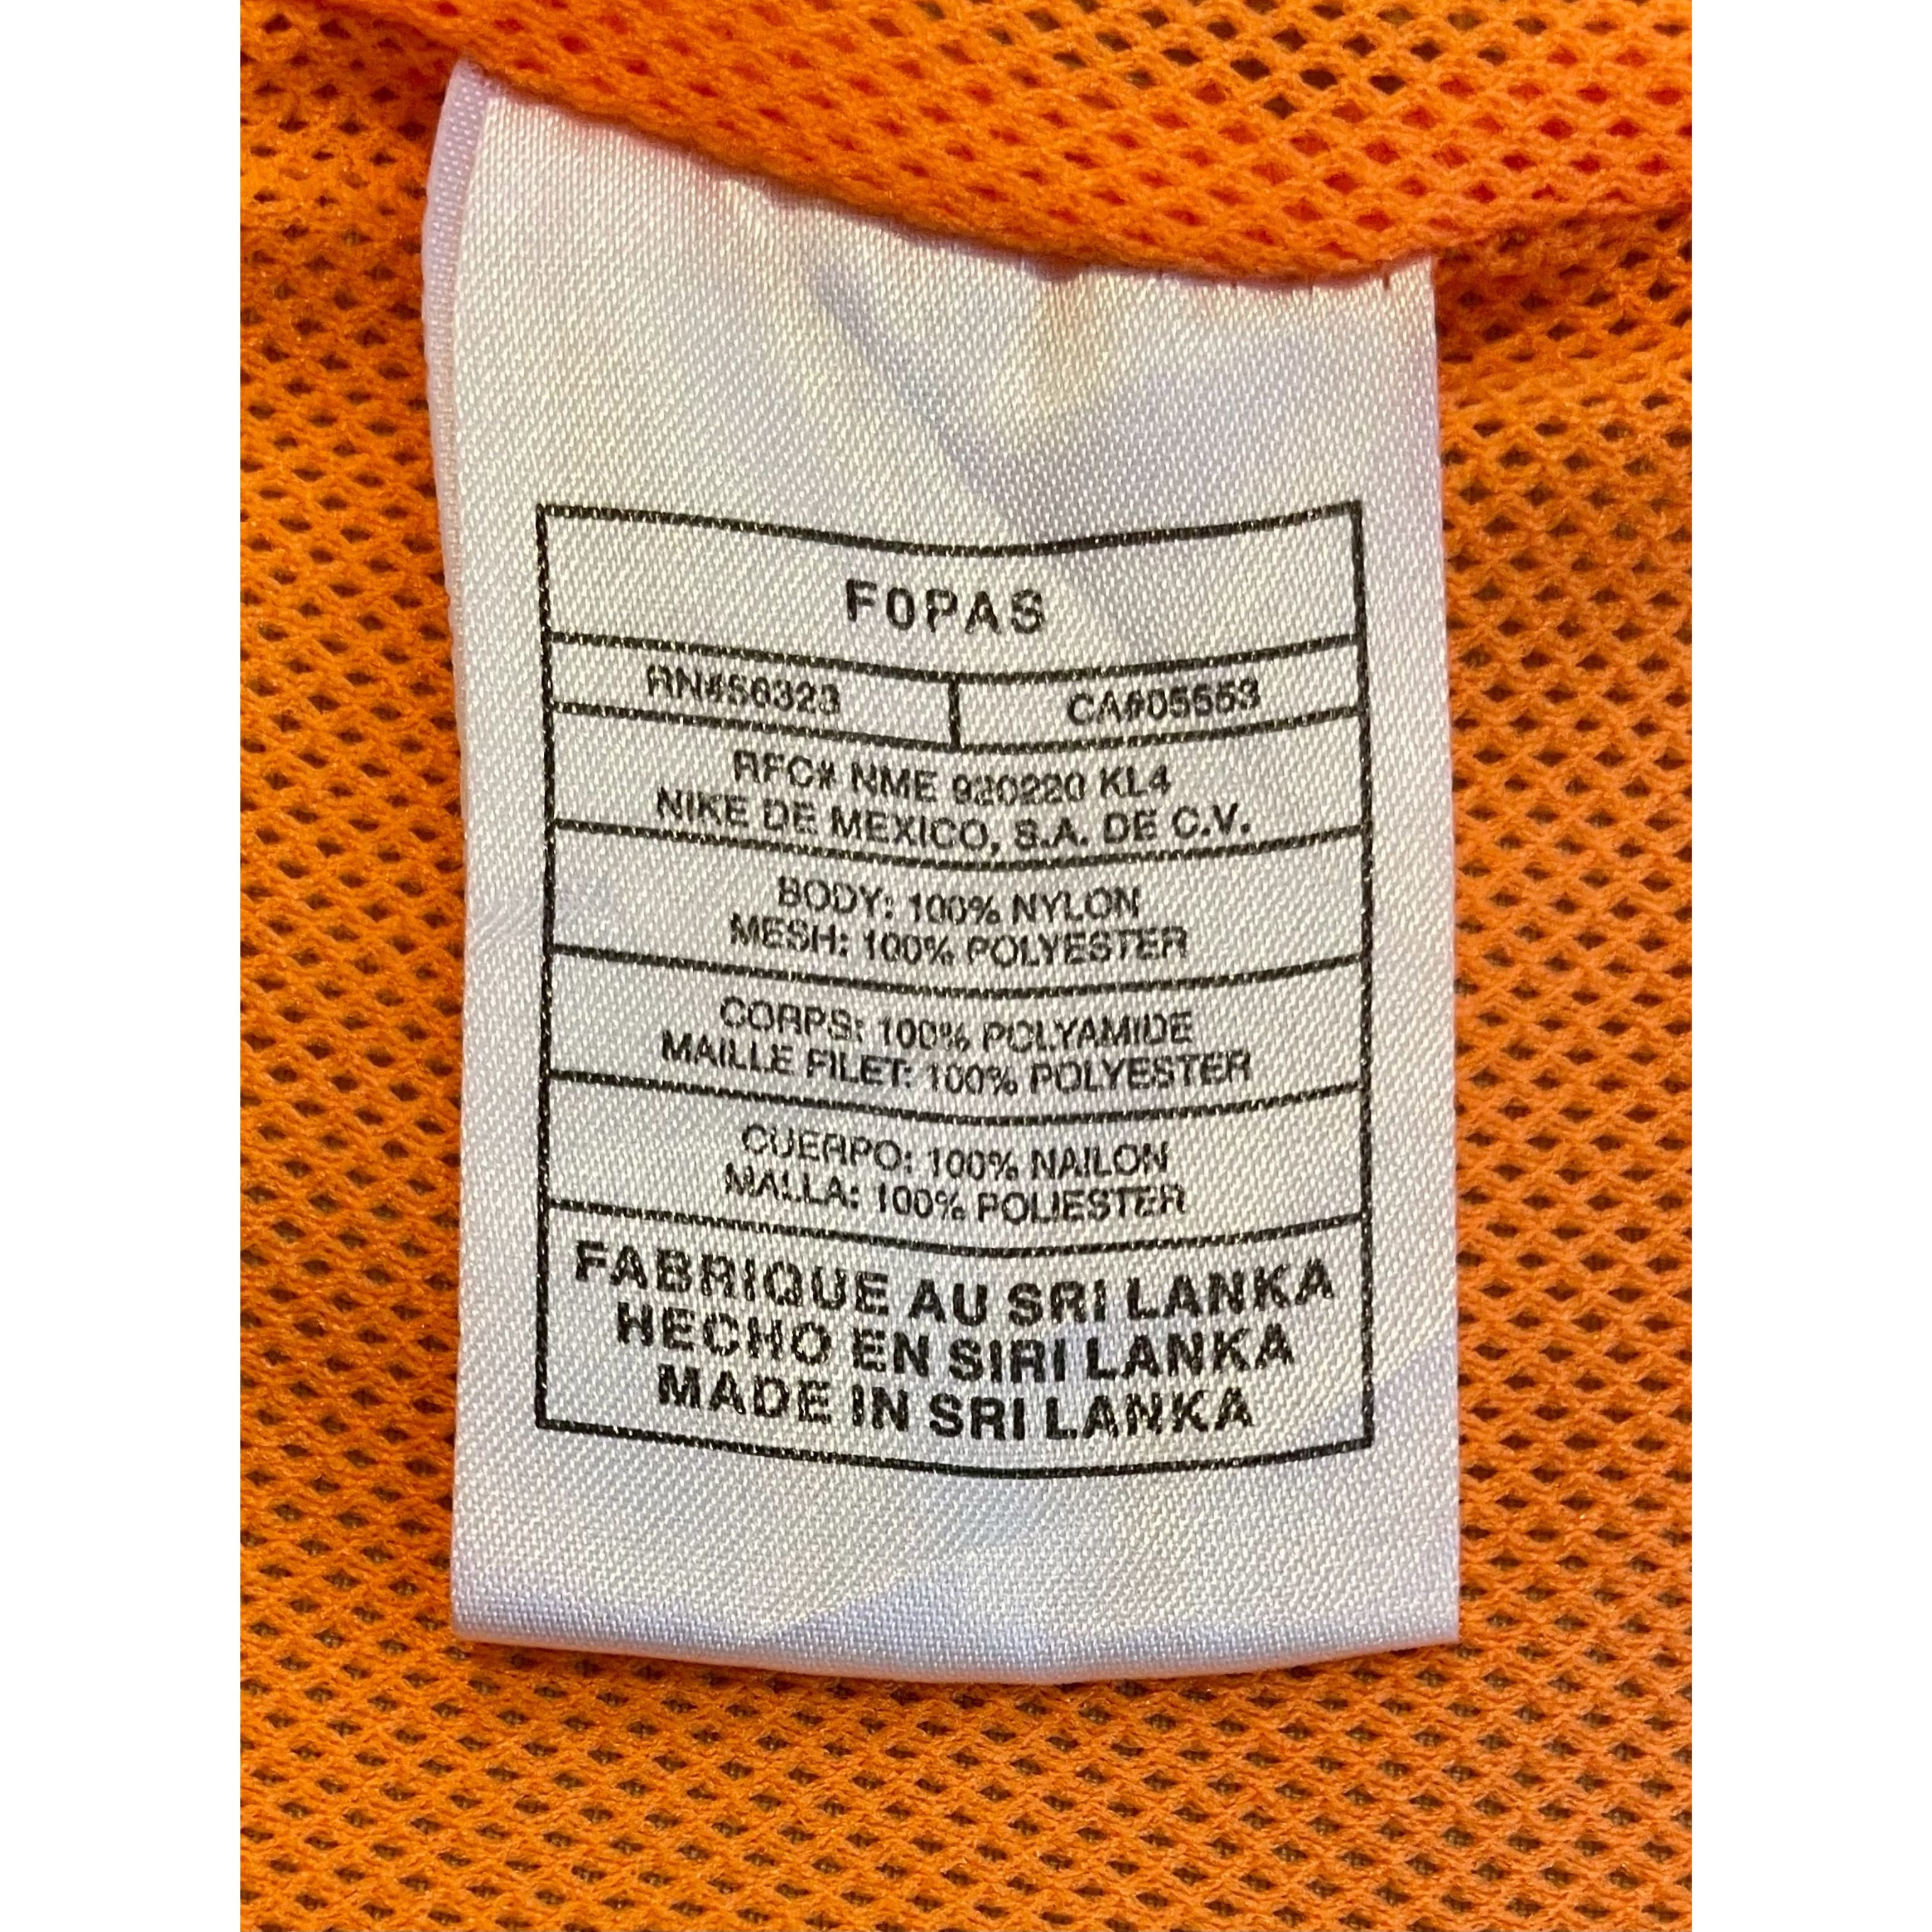 F0PAS
RN#56323
CA#05553
RFC# NME 920220 KL4
NIKE DE MEXICO, S.A. DE C.V.
BODY: 100% NYLON
MESH: 100% POLYESTER
CORPS: 100% POLYAMIDE
MAILLE FILET: 100% POLYESTER
CUERPO: 100% NAILON
MALLA: 100% POLIESTER
FABRIQUE AU SRI LANKA
HECHO EN SIRI LANKA
MADE IN SRI LANKA